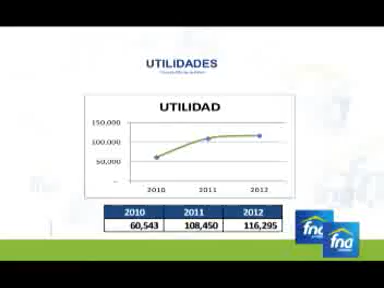 UTILIDADES
UTILIDAD
150,000
100,000
50,000
-
2010 2011 2012
2010 2011 2012
60,543 108,450 116,295
fna
fna